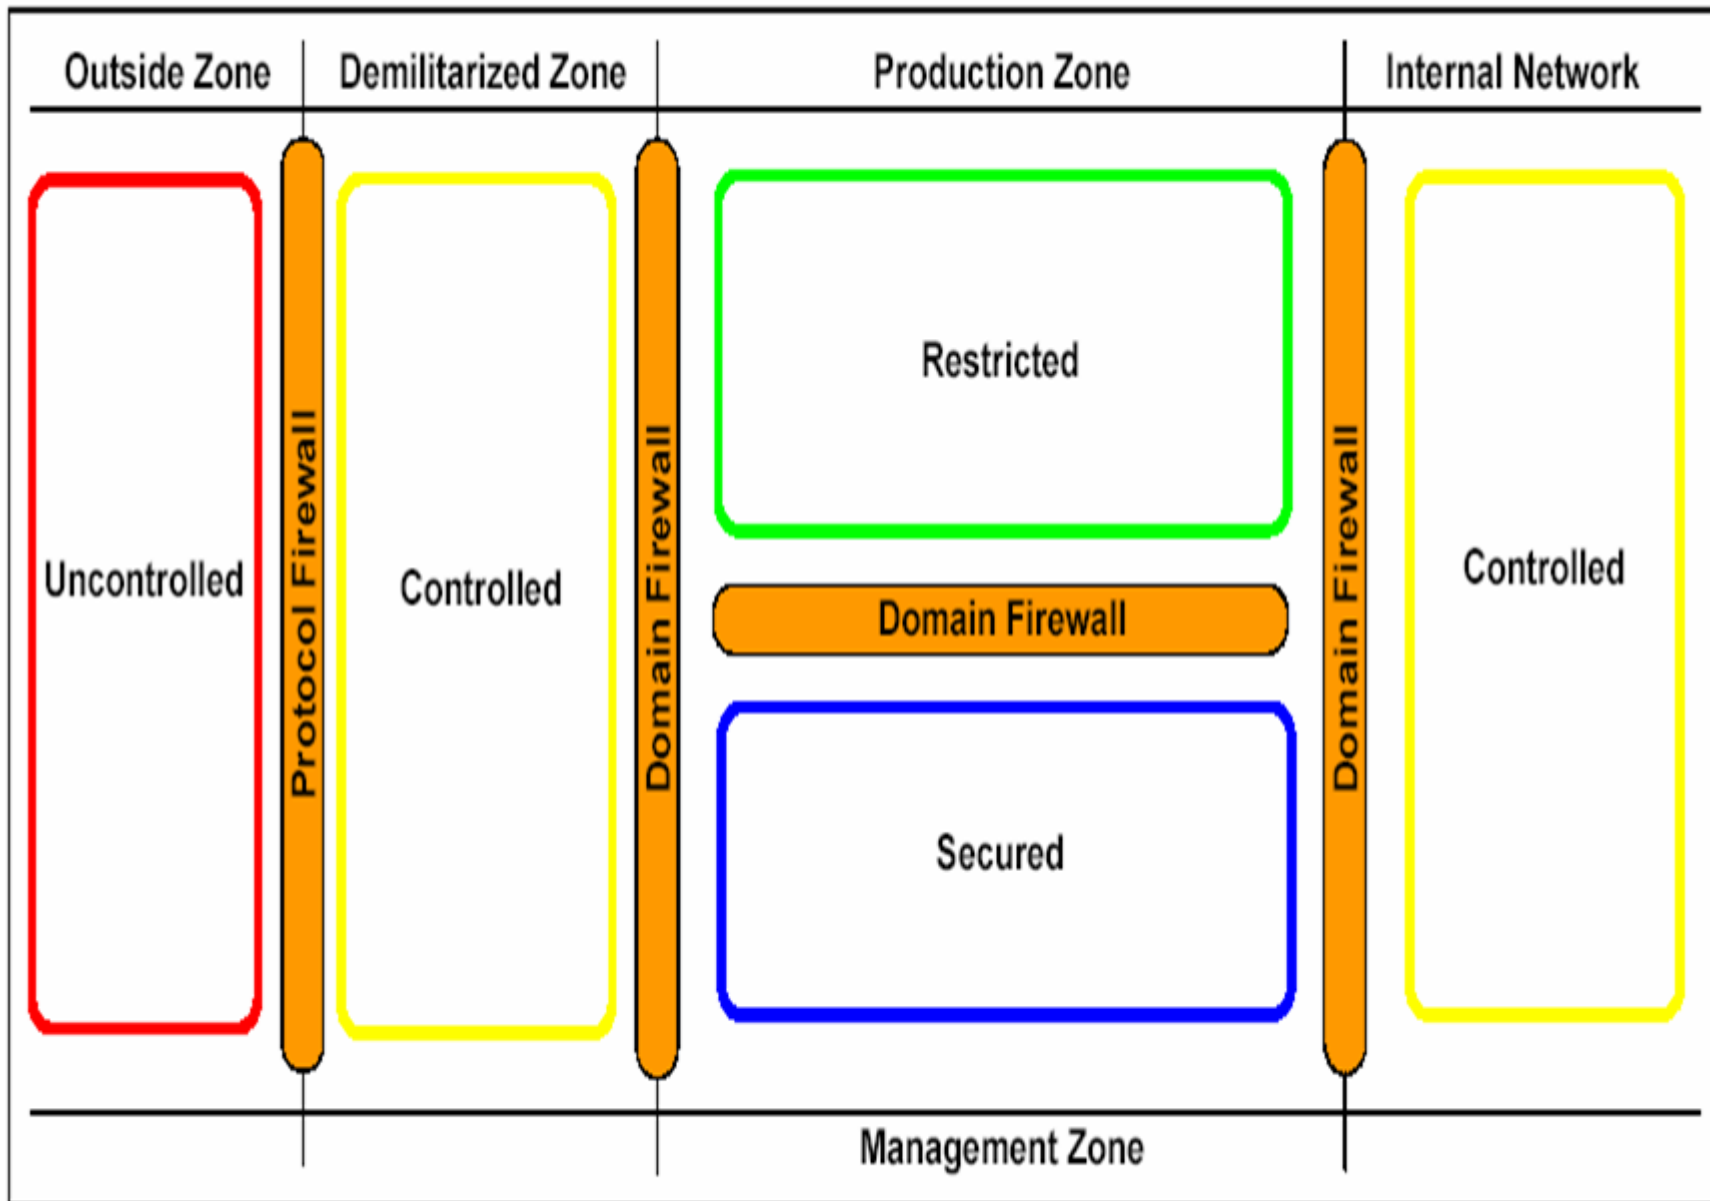 Outside Zone
Demilitarized Zone
Production Zone
Internal Network
Uncontrolled
Protocol Firewall
Controlled
Domain Firewall
Restricted
Domain Firewall
Secured
Domain Firewall
Controlled
Management Zone